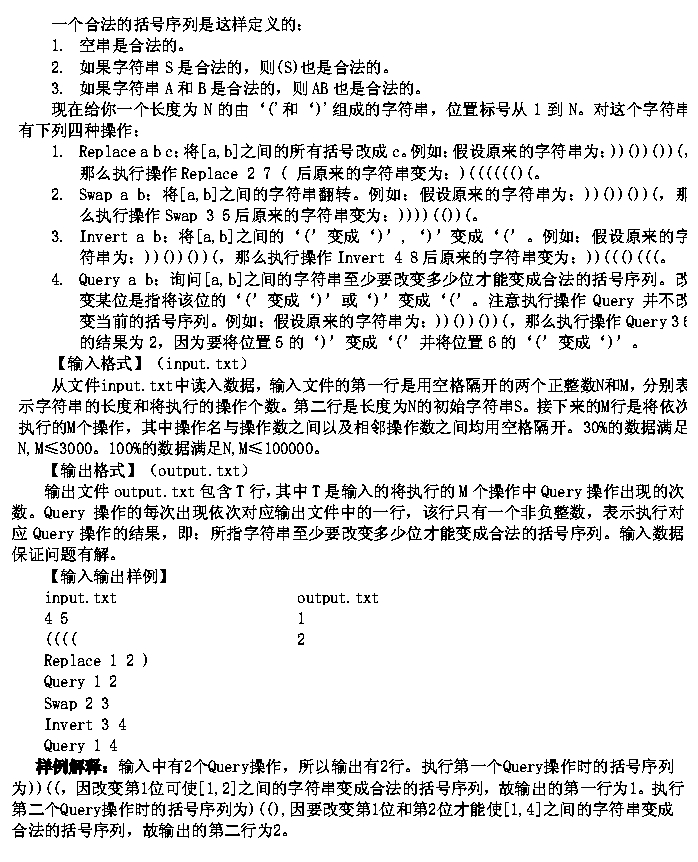 一个合法的括号序列是这样定义的：
1. 空串是合法的。
2. 如果字符串 S 是合法的，则(S)也是合法的。
3. 如果字符串 A 和 B 是合法的，则 AB 也是合法的。
现在给你一个长度为 N 的由‘(’和‘)’组成的字符串，位置标号从 1 到 N。对这个字符串
有下列四种操作：
1. Replace a b c：将[a,b]之间的所有括号改成 c。例如：假设原来的字符串为：))())())(，
那么执行操作 Replace 2 7 ( 后原来的字符串变为：)(((((()(。
2. Swap a b：将[a,b]之间的字符串翻转。例如：假设原来的字符串为：))())())(，那
么执行操作 Swap 3 5 后原来的字符串变为：))))(())(。
3. Invert a b：将[a,b]之间的‘(’变成‘)’，‘)’变成‘(’。例如：假设原来的字
符串为：))())())(，那么执行操作 Invert 4 8 后原来的字符串变为：))((()(((。
4. Query a b：询问[a,b]之间的字符串至少要改变多少位才能变成合法的括号序列。改
变某位是指将该位的‘(’变成‘)’或‘)’变成‘(’。注意执行操作 Query 并不改
变当前的括号序列。例如：假设原来的字符串为：))())())(，那么执行操作 Query 3 6
的结果为 2，因为要将位置 5 的‘)’变成‘(’并将位置 6 的‘(’变成‘)’。
【输入格式】（input.txt）
从文件input.txt中读入数据，输入文件的第一行是用空格隔开的两个正整数N和M，分别表
示字符串的长度和将执行的操作个数。第二行是长度为N的初始字符串S。接下来的M行是将依次
执行的M个操作，其中操作名与操作数之间以及相邻操作数之间均用空格隔开。30%的数据满足
N,M≤3000。100%的数据满足N,M≤100000。
【输出格式】（output.txt）
输出文件 output.txt 包含 T 行，其中 T 是输入的将执行的 M 个操作中 Query 操作出现的次
数。Query 操作的每次出现依次对应输出文件中的一行，该行只有一个非负整数，表示执行对
应 Query 操作的结果，即：所指字符串至少要改变多少位才能变成合法的括号序列。输入数据
保证问题有解。
【输入输出样例】
input.txt output.txt
4 5 1
(((( 2
Replace 1 2 )
Query 1 2
Swap 2 3
Invert 3 4
Query 1 4
样例解释：输入中有2个Query操作，所以输出有2行。执行第一个Query操作时的括号序列
为))((，因改变第1位可使[1,2]之间的字符串变成合法的括号序列，故输出的第一行为1。执行
第二个Query操作时的括号序列为)((),因要改变第1位和第2位才能使[1,4]之间的字符串变成
合法的括号序列，故输出的第二行为2。